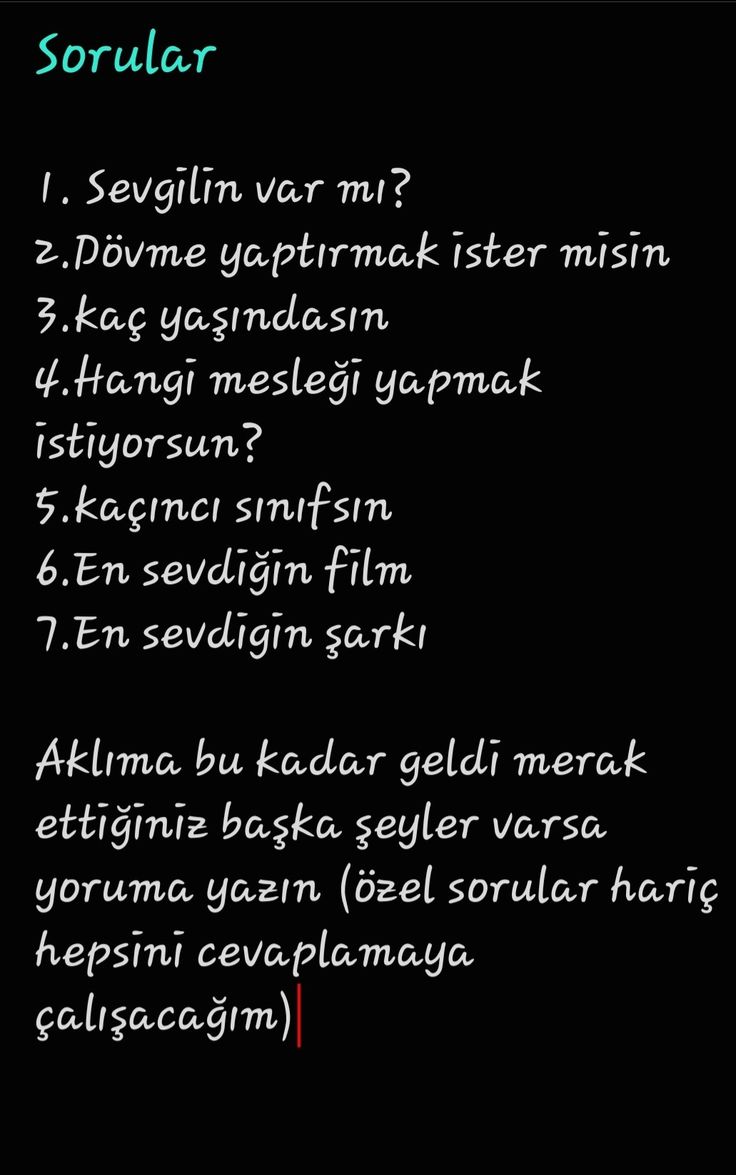 Sorular
1. Sevgilin var mı?
2.Dövme yaptırmak ister misin
3.kaç yaşındasın
4.Hangi mesleği yapmak
istiyorsun?
5.kaçıncı sınıfsın
6.En sevdiğin film
7.En sevdigin şarkı
Aklıma bu kadar geldi merak
ettiğiniz başka şeyler varsa
yoruma yazın (özel sorular hariç
hepsini cevaplamaya
çalışacağım)